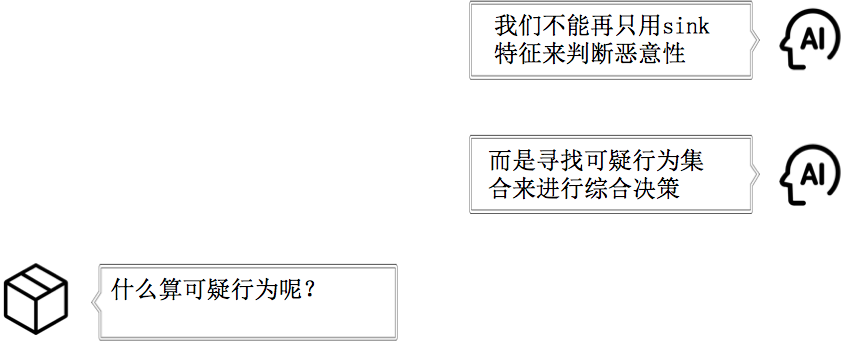 我们不能再只用sink
特征来判断恶意性
AI
而是寻找可疑行为集
合来进行综合决策
AI
什么算可疑行为呢？